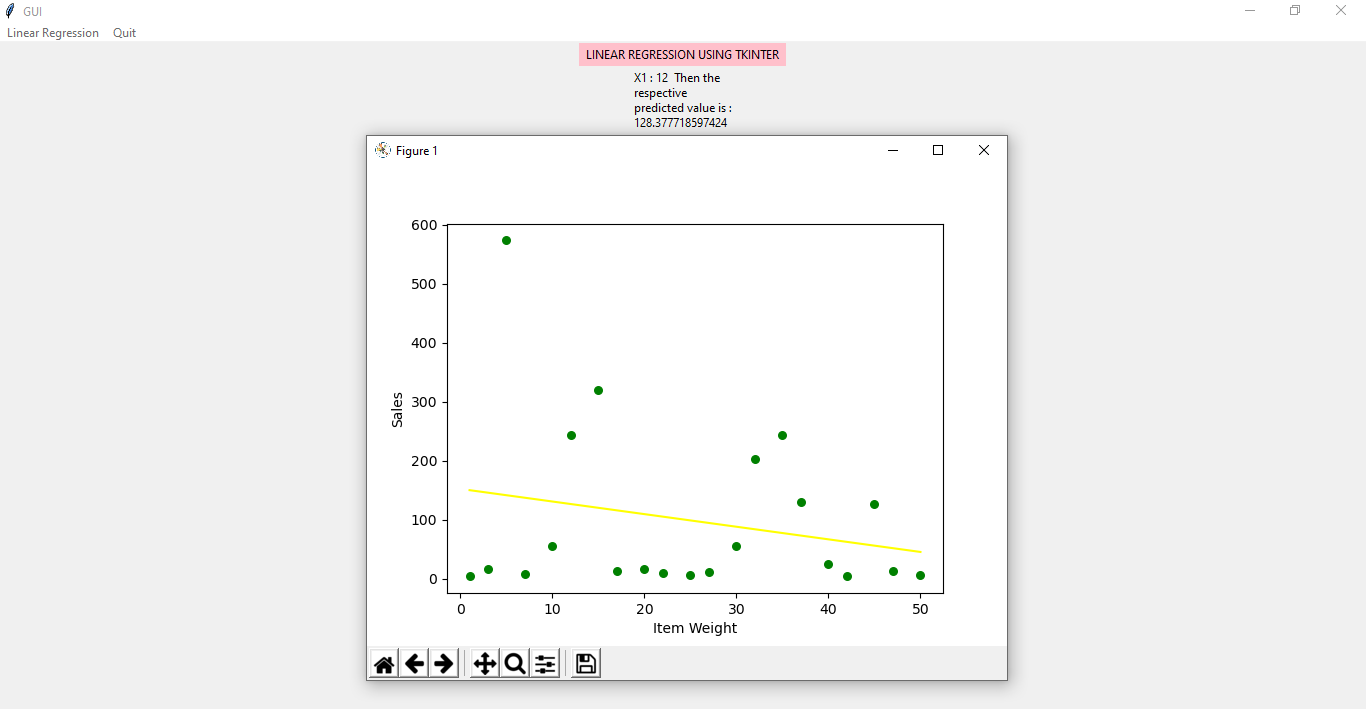 GUI
Linear Regression Quit
LINEAR REGRESSION USING TKINTER
X1 : 12 Then the
respective
predicted value is :
128.377718597424
Figure 1
600
500
400
300
200
100
0
Sales
0 10 20 30 40 50
Item Weight